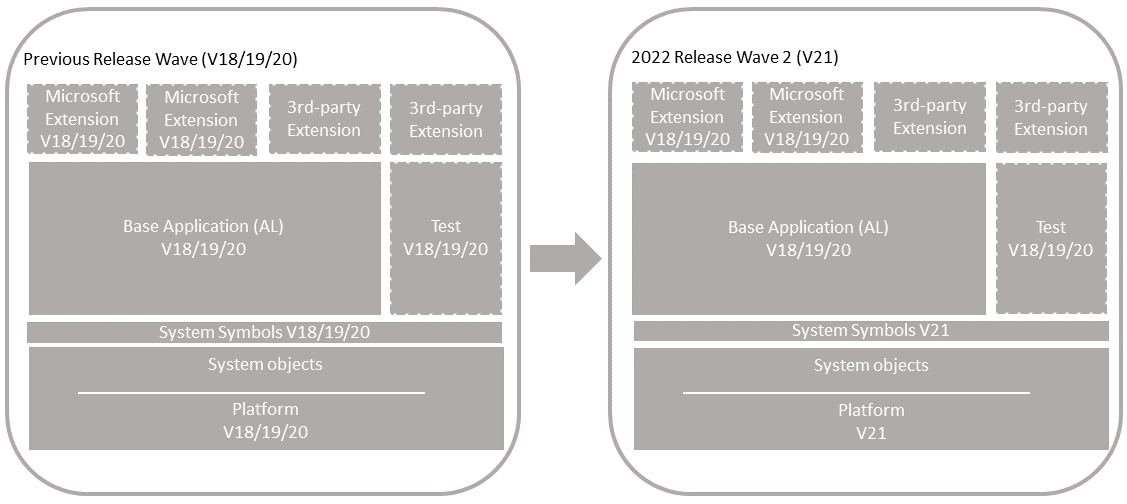 Previous Release Wave (V18/19/20)
Microsoft
Extension
V18/19/20
Microsoft
Extension
V18/19/20
3rd-party
Extension
3rd-party
Extension
Base Application (AL)
V18/19/20
Test
V18/19/20
System Symbols V18/19/20
System objects
Platform
V18/19/20
2022 Release Wave 2 (V21)
Microsoft
Extension
V18/19/20
Microsoft
Extension
V18/19/20
3rd-party
Extension
3rd-party
Extension
Base Application (AL)
V18/19/20
Test
V18/19/20
System Symbols V21
System objects
Platform
V21